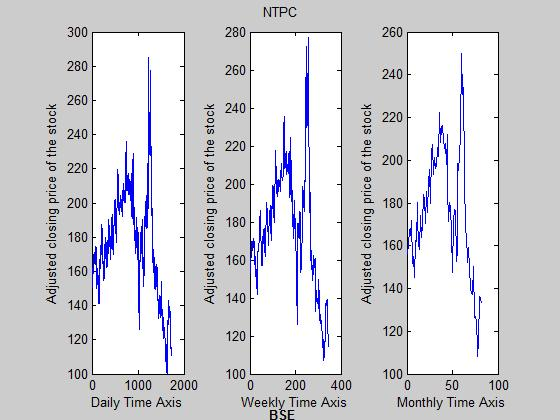 NTPC
300
280
260
240
220
200
180
160
140
120
100
0 1000 2000
Adjusted closing price of the stock
Daily Time Axis
280
260
240
220
200
180
160
140
120
100
0 200 400
Adjusted closing price of the stock
Weekly Time Axis
260
240
220
200
180
160
140
120
100
0 50 100
Adjusted closing price of the stock
Monthly Time Axis
BSE